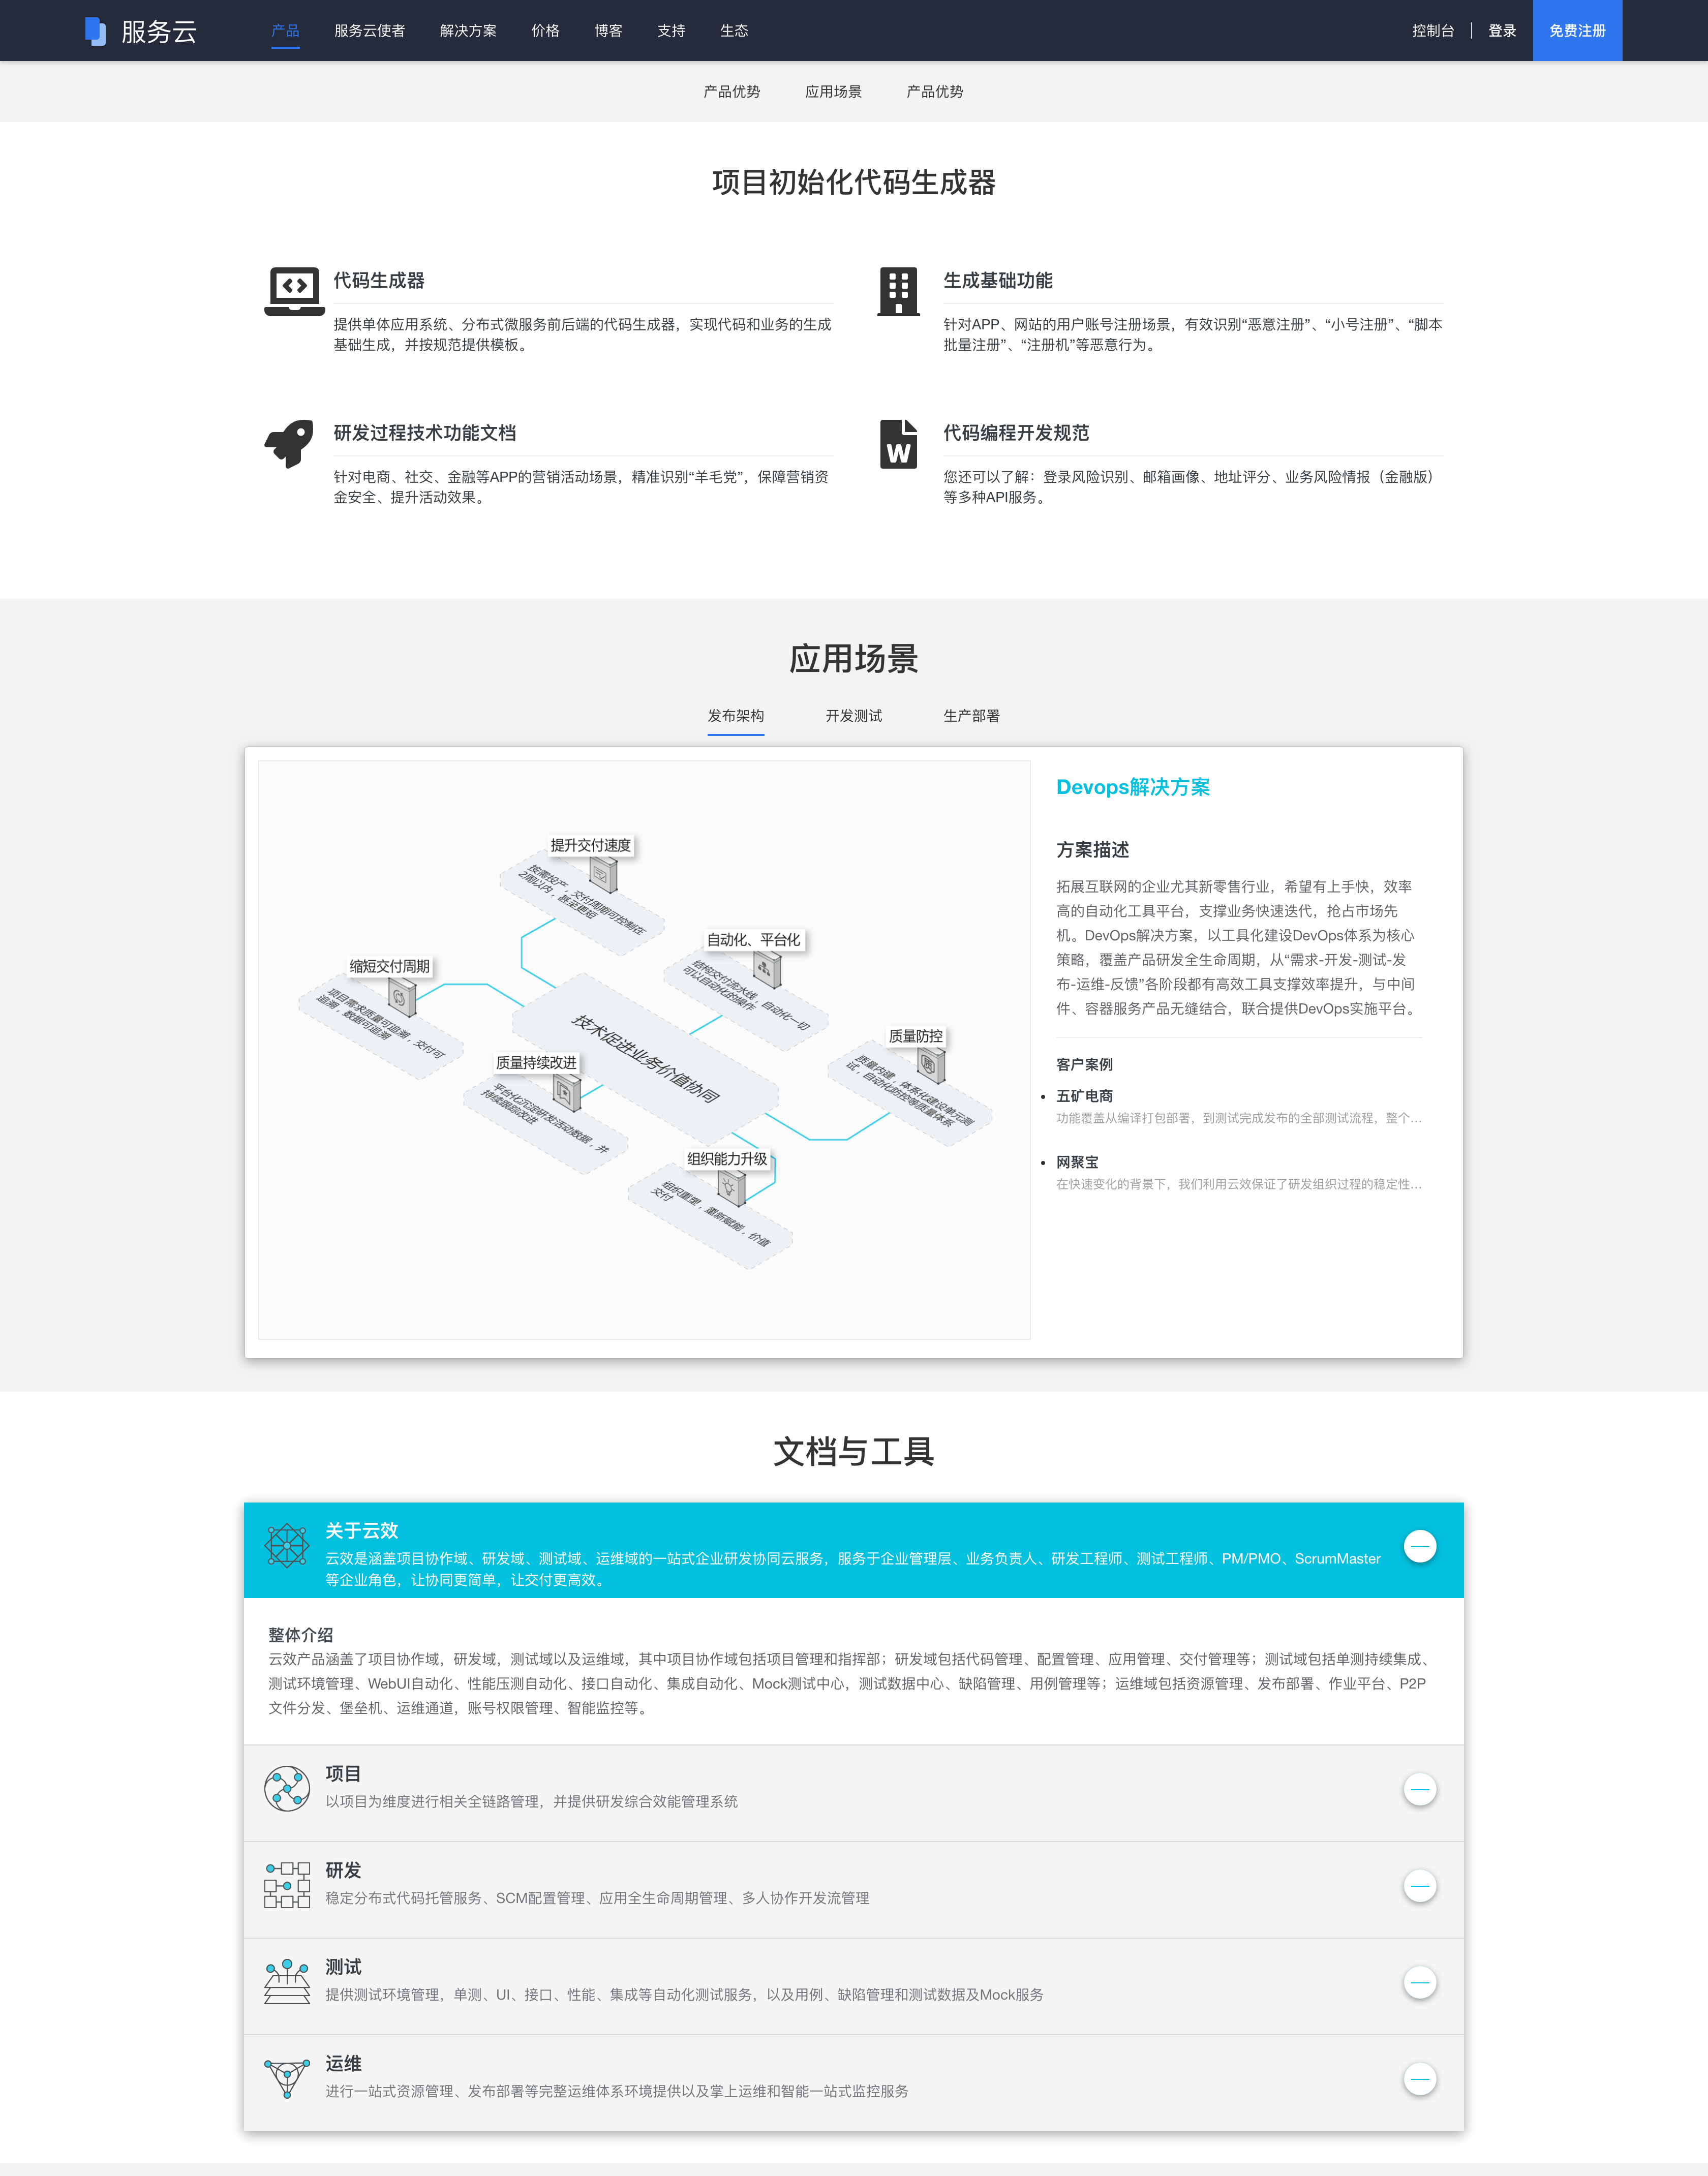 服务云
产品
服务云使者
解决方案
价格
博客
支持
生态
控制台
登录
免费注册
产品优势
应用场景
产品优势
项目初始化代码生成器
代码生成器
提供单体应用系统、分布式微服务前后端的代码生成器，实现代码和业务的生成
基础生成，并按规范提供模板。
生成基础功能
针对APP、网站的用户账号注册场景，有效识别“恶意注册”、“小号注册”、“脚本
批量注册”、“注册机”等恶意行为。
研发过程技术功能文档
针对电商、社交、金融等APP的营销活动场景，精准识别“羊毛党”，保障营销资
金安全、提升活动效果。
W
代码编程开发规范
您还可以了解：登录风险识别、邮箱画像、地址评分、业务风险情报（金融版）
等多种API服务。
应用场景
发布架构
开发测试
生产部署
提升交付速度
按需投产，交付周期可控制在
2周以内，甚至更短
自动化、平台化
结构交付流水线，自动化一切
可以自动化的操作
缩短交付周期
项目需求质量可追溯，交付可
追溯，数据可追溯
技术促进业务价值协同
质量防控
质量内建，体系化建设单元测
试，自动化防控等质量体系
质量持续改进
平台化沉淀研发活动数据，并
持续跟踪改进
组织能力升级
组织重塑，重新赋能，价值
交付
Devops解决方案
方案描述
拓展互联网的企业尤其新零售行业，希望有上手快，效率
高的自动化工具平台，支撑业务快速迭代，抢占市场先
机。DevOps解决方案，以工具化建设DevOps体系为核心
策略，覆盖产品研发全生命周期，从“需求-开发-测试-发
布-运维-反馈”各阶段都有高效工具支撑效率提升，与中间
件、容器服务产品无缝结合，联合提供DevOps实施平台。
客户案例
• 五矿电商
功能覆盖从编译打包部署，到测试完成发布的全部测试流程，整个...
• 网聚宝
在快速变化的背景下，我们利用云效保证了研发组织过程的稳定性...
文档与工具
关于云效
云效是涵盖项目协作域、研发域、测试域、运维域的一站式企业研发协同云服务，服务于企业管理层、业务负责人、研发工程师、测试工程师、PM/PMO、ScrumMaster
等企业角色，让协同更简单，让交付更高效。
整体介绍
云效产品涵盖了项目协作域，研发域，测试域以及运维域，其中项目协作域包括项目管理和指挥部；研发域包括代码管理、配置管理、应用管理、交付管理等；测试域包括单测持续集成、
测试环境管理、WebUI自动化、性能压测自动化、接口自动化、集成自动化、Mock测试中心，测试数据中心、缺陷管理、用例管理等；运维域包括资源管理、发布部署、作业平台、P2P
文件分发、堡垒机、运维通道，账号权限管理、智能监控等。
项目
以项目为维度进行相关全链路管理，并提供研发综合效能管理系统
研发
稳定分布式代码托管服务、SCM配置管理、应用全生命周期管理、多人协作开发流管理
测试
提供测试环境管理，单测、UI、接口、性能、集成等自动化测试服务，以及用例、缺陷管理和测试数据及Mock服务
运维
进行一站式资源管理、发布部署等完整运维体系环境提供以及掌上运维和智能一站式监控服务